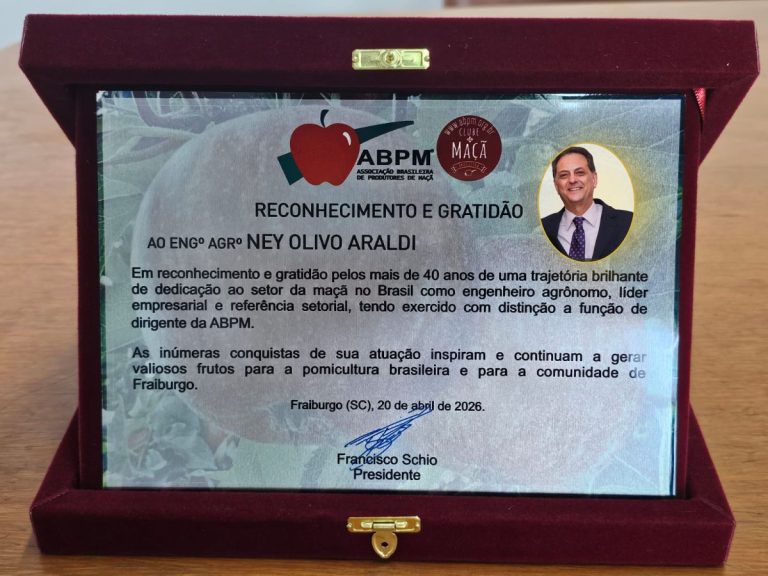 ABPM
ASSOCIAÇÃO BRASILEIRA
DE PRODUTORES DE MAÇÃ
www.abpm.org.br
CLUBE
MAÇÃ
RECONHECIMENTO E GRATIDÃO
AO ENGº AGRº NEY OLIVO ARALDI
Em reconhecimento e gratidão pelos mais de 40 anos de uma trajetória brilhante
de dedicação ao setor da maçã no Brasil como engenheiro agrônomo, líder
empresarial e referência setorial, tendo exercido com distinção a função de
dirigente da ABPM.
As inúmeras conquistas de sua atuação inspiram e continuam a gerar
valiosos frutos para a pomicultura brasileira e para a comunidade de
Fraiburgo.
Fraiburgo (SC), 20 de abril de 2026.
Francisco Schio
Presidente